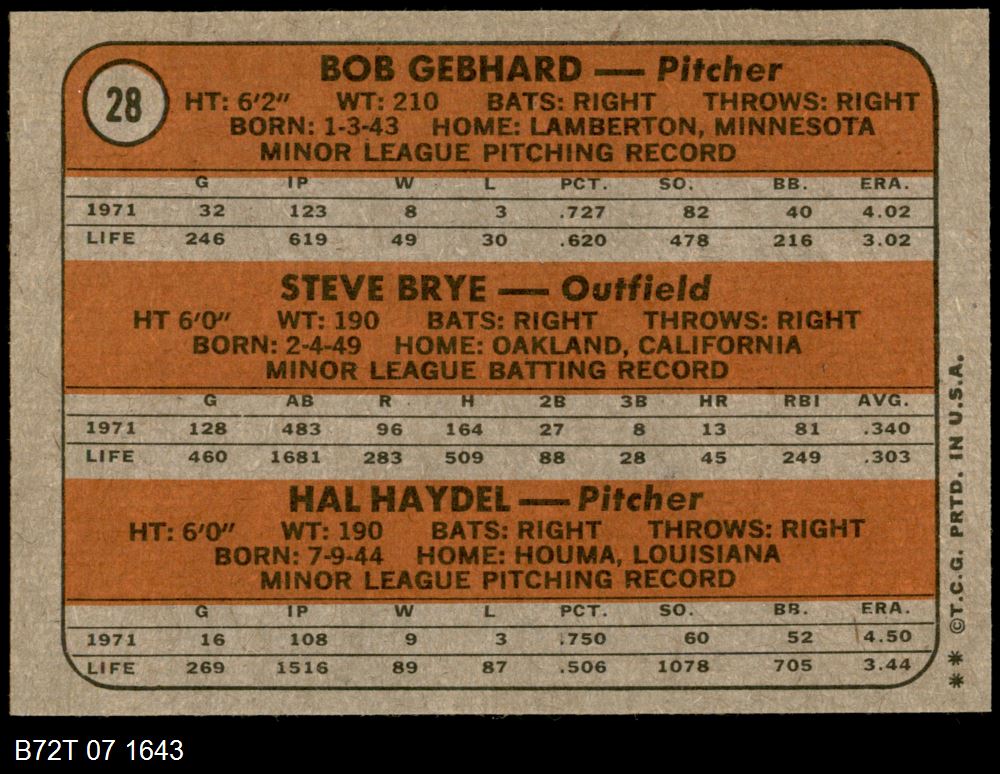 28
BOB GEBHARD — Pitcher
HT: 6'2" WT: 210 BATS: RIGHT THROWS: RIGHT
BORN: 1-3-43 HOME: LAMBERTON, MINNESOTA
MINOR LEAGUE PITCHING RECORD
G IP W L PCT. SO. BB. ERA.
1971 32 123 8 3 .727 82 40 4.02
LIFE 246 619 49 30 .620 478 216 3.02
STEVE BRYE — Outfield
HT 6'0" WT: 190 BATS: RIGHT THROWS: RIGHT
BORN: 2-4-49 HOME: OAKLAND, CALIFORNIA
MINOR LEAGUE BATTING RECORD
G AB R H 2B 3B HR RBI AVG.
1971 128 483 96 164 27 8 13 81 .340
LIFE 460 1681 283 509 88 28 45 249 .303
HAL HAYDEL — Pitcher
HT: 6'0" WT: 190 BATS: RIGHT THROWS: RIGHT
BORN: 7-9-44 HOME: HOUMA, LOUISIANA
MINOR LEAGUE PITCHING RECORD
G IP W L PCT. SO. BB. ERA.
1971 16 108 9 3 .750 60 52 4.50
LIFE 269 1516 89 87 .506 1078 705 3.44
** ©T.C.G. PRTD. IN U.S.A.
B72T 07 1643